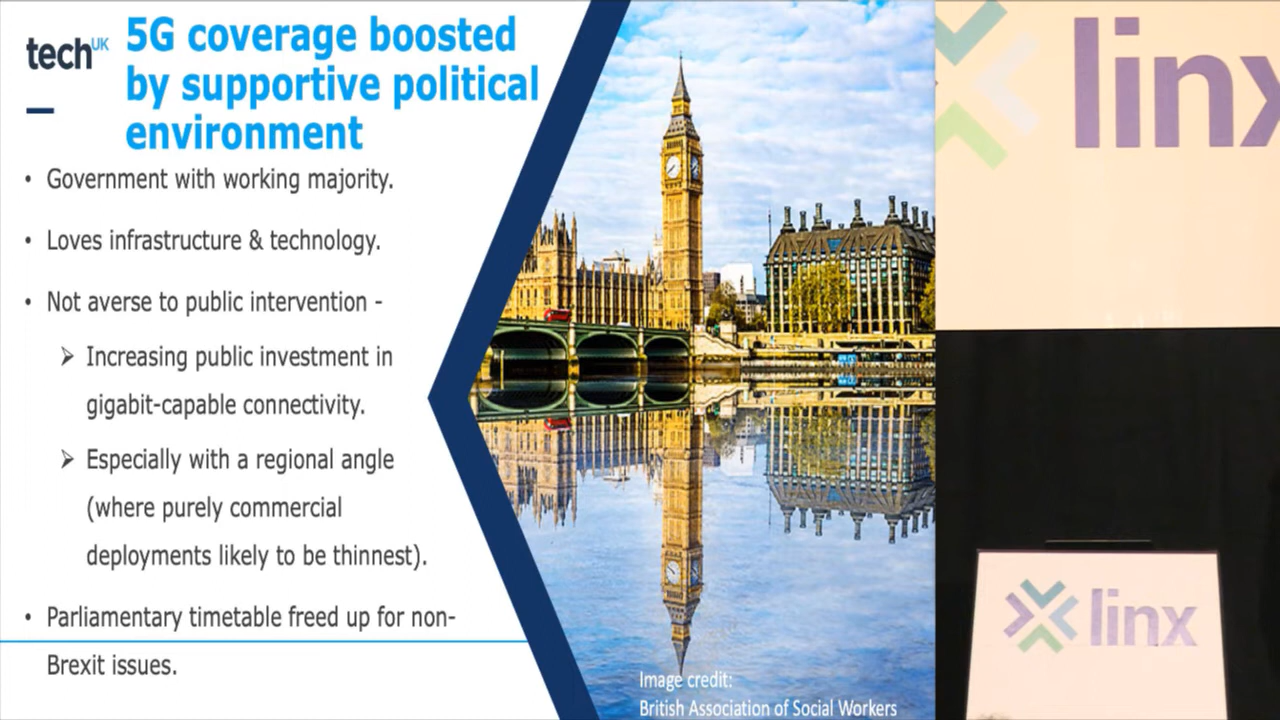 techUK
5G coverage boosted
by supportive political
environment
• Government with working majority.
• Loves infrastructure & technology.
• Not averse to public intervention -
➢ Increasing public investment in
gigabit-capable connectivity.
➢ Especially with a regional angle
(where purely commercial
deployments likely to be thinnest).
• Parliamentary timetable freed up for non-
Brexit issues.
Image credit:
British Association of Social Workers
linx
linx